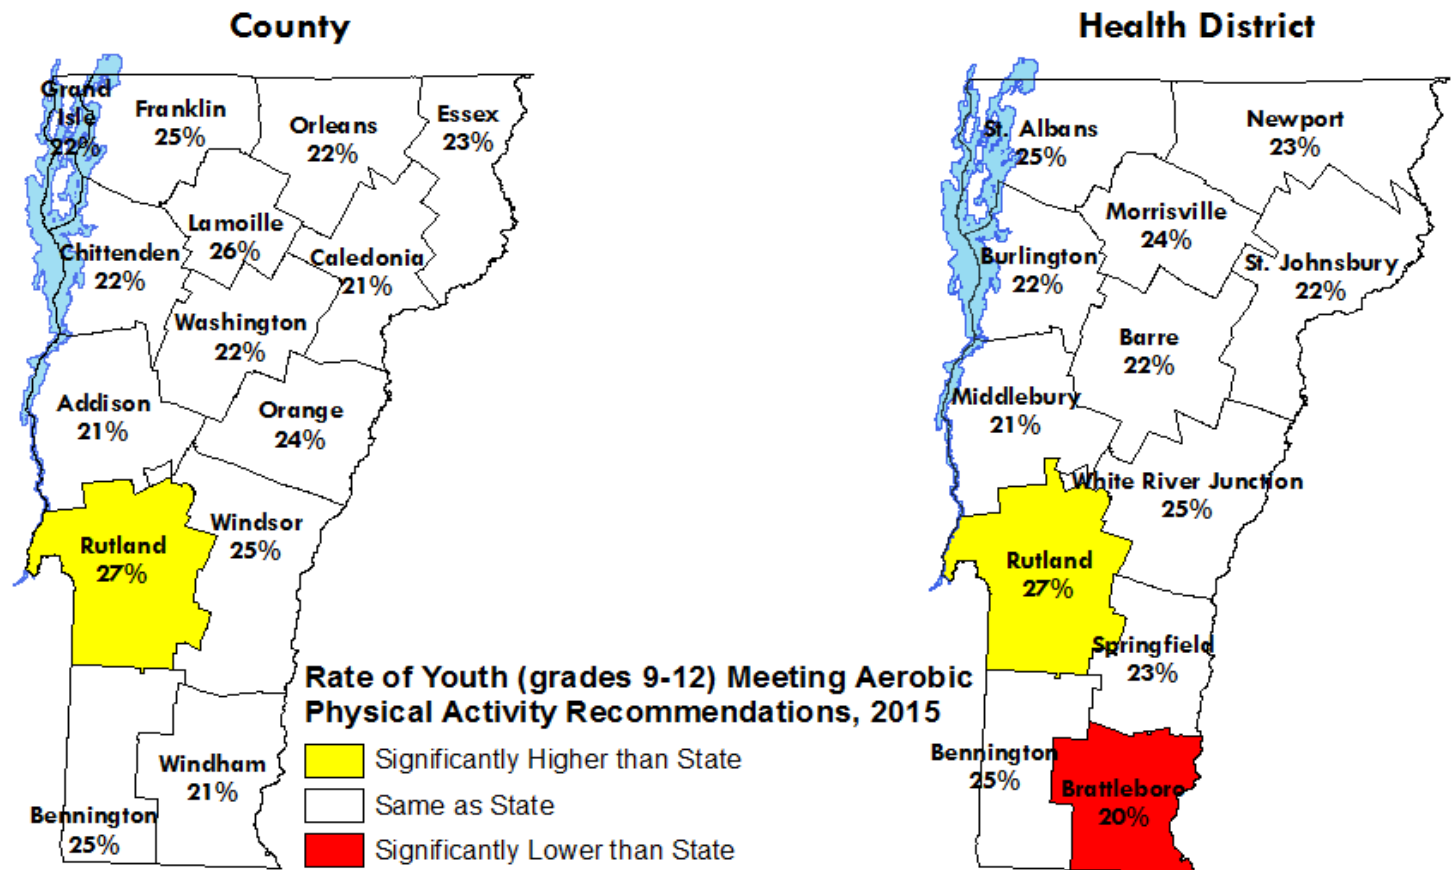 County
Grand
Isle
22%
Franklin
25%
Orleans
22%
Essex
23%
Lamoille
26%
Chittenden
22%
Caledonia
21%
Washington
22%
Addison
21%
Orange
24%
Rutland
27%
Windsor
25%
Windham
21%
Bennington
25%
Rate of Youth (grades 9-12) Meeting Aerobic
Physical Activity Recommendations, 2015
Significantly Higher than State
Same as State
Significantly Lower than State
Health District
St. Albans
25%
Newport
23%
Morrisville
24%
Burlington
22%
St. Johnsbury
22%
Barre
22%
Middlebury
21%
White River Junction
25%
Rutland
27%
Springfield
23%
Bennington
25%
Brattleboro
20%